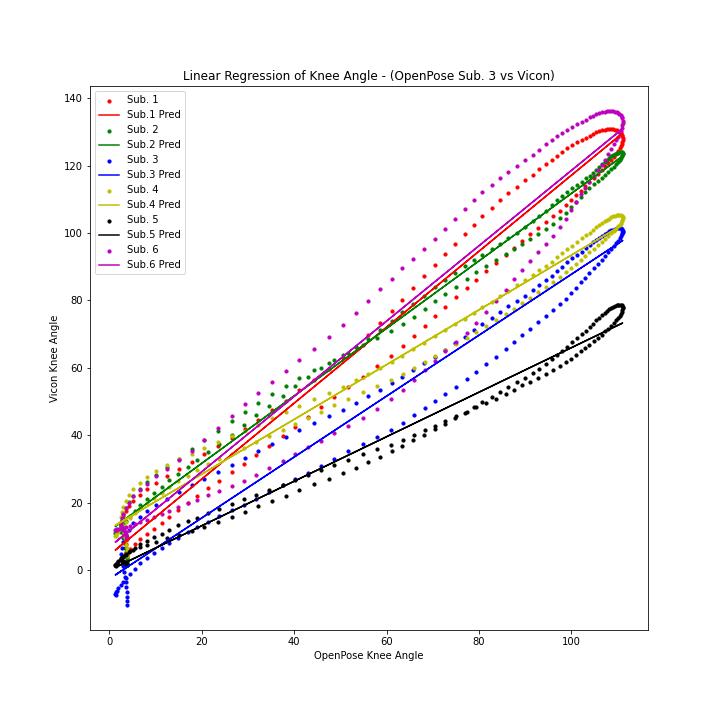 Linear Regression of Knee Angle - (OpenPose Sub. 3 vs Vicon)
Sub. 1
Sub.1 Pred
Sub. 2
Sub.2 Pred
Sub. 3
Sub.3 Pred
Sub. 4
Sub.4 Pred
Sub. 5
Sub.5 Pred
Sub. 6
Sub.6 Pred
Vicon Knee Angle
140
120
100
80
60
40
20
0
0 20 40 60 80 100
OpenPose Knee Angle